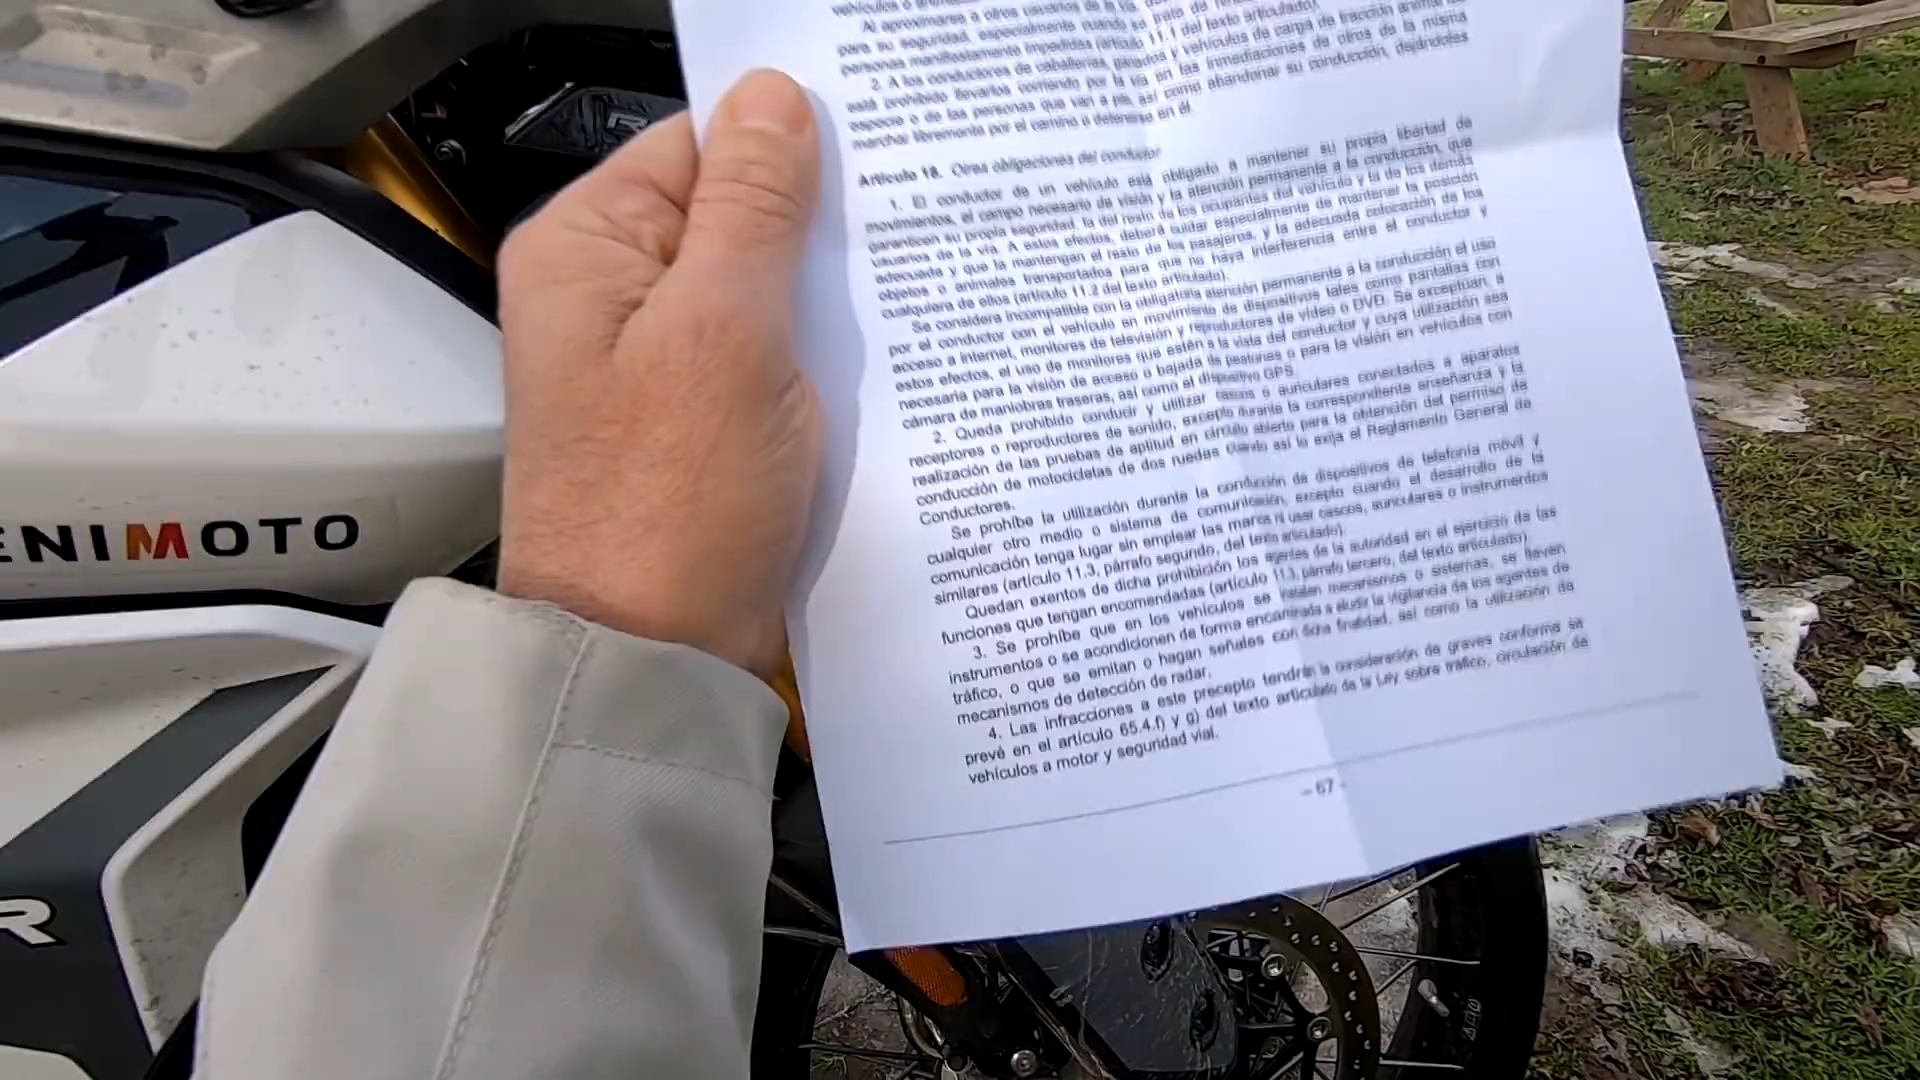 Al aproximarse a otros usuarios de la vía,
para su seguridad, especialmente cuando se trata de
personas manifiestamente impedidas (artículo 11.1 del texto articulado).
2. A los conductores de caballerías, ganados y vehículos de carga de tracción animal
está prohibido llevarlos corriendo por la vía en las inmediaciones de otros de la misma
especie o de las personas que van a pie, así como abandonar su conducción, dejándoles
marchar libremente por el camino o detenerse en él.
Artículo 18. Otras obligaciones del conductor
1. El conductor de un vehículo está obligado a mantener su propia libertad de
movimientos, el campo necesario de visión y la atención permanente a la conducción, que
garanticen su propia seguridad, la del resto de los ocupantes del vehículo y la de los demás
usuarios de la vía. A estos efectos, deberá cuidar especialmente de mantener la posición
adecuada y que la mantengan el resto de los pasajeros, y la adecuada colocación de los
objetos o animales transportados para que no haya interferencia entre el conductor y
cualquiera de ellos (artículo 11.2 del texto articulado).
Se considera incompatible con la obligatoria atención permanente a la conducción el uso
por el conductor con el vehículo en movimiento de dispositivos tales como pantallas con
acceso a internet, monitores de televisión y reproductores de vídeo o DVD. Se exceptúan, a
estos efectos, el uso de monitores que estén a la vista del conductor y cuya utilización sea
necesaria para la visión de acceso o bajada de peatones o para la visión en vehículos con
cámara de maniobras traseras, así como el dispositivo GPS.
2. Queda prohibido conducir y utilizar cascos o auriculares conectados a aparatos
receptores o reproductores de sonido, excepto durante la correspondiente enseñanza y la
realización de las pruebas de aptitud en circuito abierto para la obtención del permiso de
conducción de motocicletas de dos ruedas cuando así lo exija el Reglamento General de
Conductores.
Se prohíbe la utilización durante la conducción de dispositivos de telefonía móvil y
cualquier otro medio o sistema de comunicación, excepto cuando el desarrollo de la
comunicación tenga lugar sin emplear las manos ni usar cascos, auriculares o instrumentos
similares (artículo 11.3, párrafo segundo, del texto articulado).
Quedan exentos de dicha prohibición los agentes de la autoridad en el ejercicio de las
funciones que tengan encomendadas (artículo 11.3, párrafo tercero, del texto articulado).
3. Se prohíbe que en los vehículos se instalen mecanismos o sistemas, se lleven
instrumentos o se acondicionen de forma encaminada a eludir la vigilancia de los agentes de
tráfico, o que se emitan o hagan señales con dicha finalidad, así como la utilización de
mecanismos de detección de radar.
4. Las infracciones a este precepto tendrán la consideración de graves conforme se
prevé en el artículo 65.4.f) y g) del texto articulado de la Ley sobre tráfico, circulación de
vehículos a motor y seguridad vial.
– 67 –
ENIMOTO
R